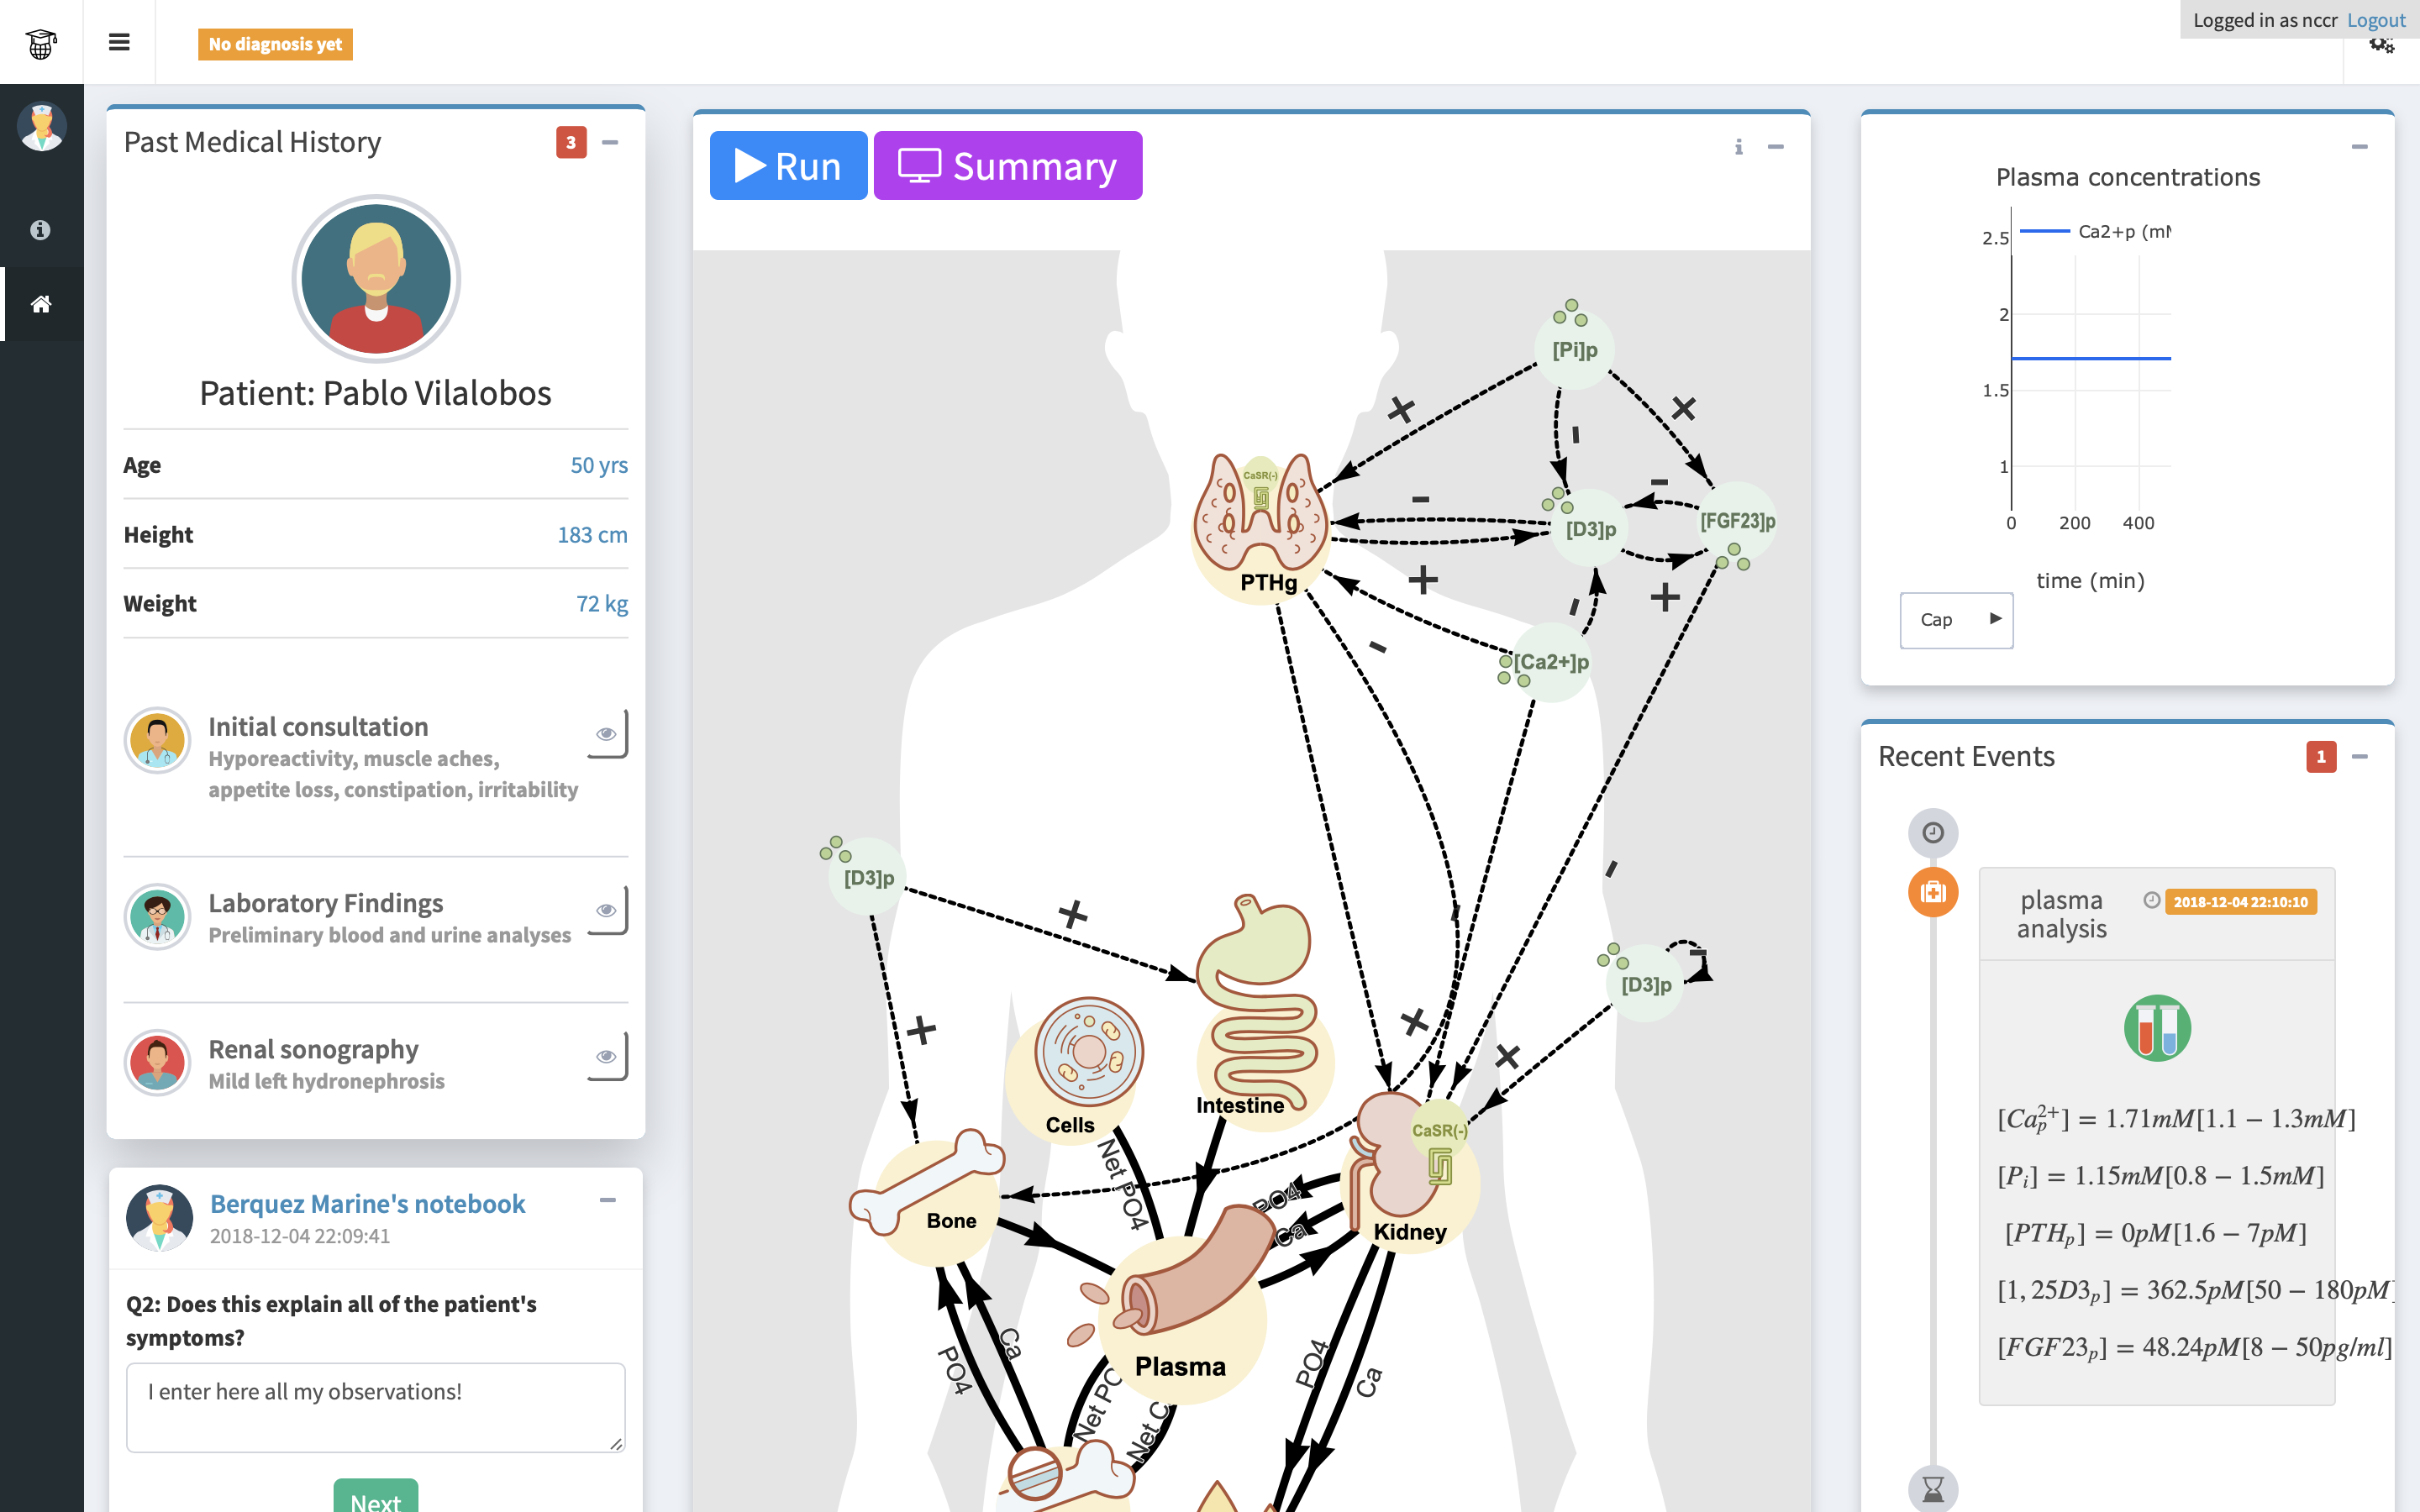 Logged in as nccr Logout
No diagnosis yet
Past Medical History
3
Patient: Pablo Vilalobos
Age 50 yrs
Height 183 cm
Weight 72 kg
Initial consultation
Hyporeactivity, muscle aches,
appetite loss, constipation, irritability
Laboratory Findings
Preliminary blood and urine analyses
Renal sonography
Mild left hydronephrosis
Berquez Marine's notebook
2018-12-04 22:09:41
Q2: Does this explain all of the patient's
symptoms?
I enter here all my observations!
Next
Run
Summary
[Pi]p
+
+
-
CaSR(-)
-
-
[D3]p
[FGF23]p
PTHg
+
-
+
-
[Ca2+]p
-
[D3]p
+
-
-
[D3]p
+
+
+
Cells
Intestine
CaSR(-)
Net PO4
PO4
Ca
Bone
Kidney
Plasma
PO4
Ca
Net PO
Net C
PO4
Ca
Plasma concentrations
2.5
Ca2+p (mM
2
1.5
1
0 200 400
time (min)
Cap
Recent Events
1
plasma
analysis
2018-12-04 22:10:10
[Ca²⁺ₚ] = 1.71mM[1.1 − 1.3mM]
[Pᵢ] = 1.15mM[0.8 − 1.5mM]
[PTHₚ] = 0pM[1.6 − 7pM]
[1, 25D3ₚ] = 362.5pM[50 − 180pM]
[FGF23ₚ] = 48.24pM[8 − 50pg/ml]